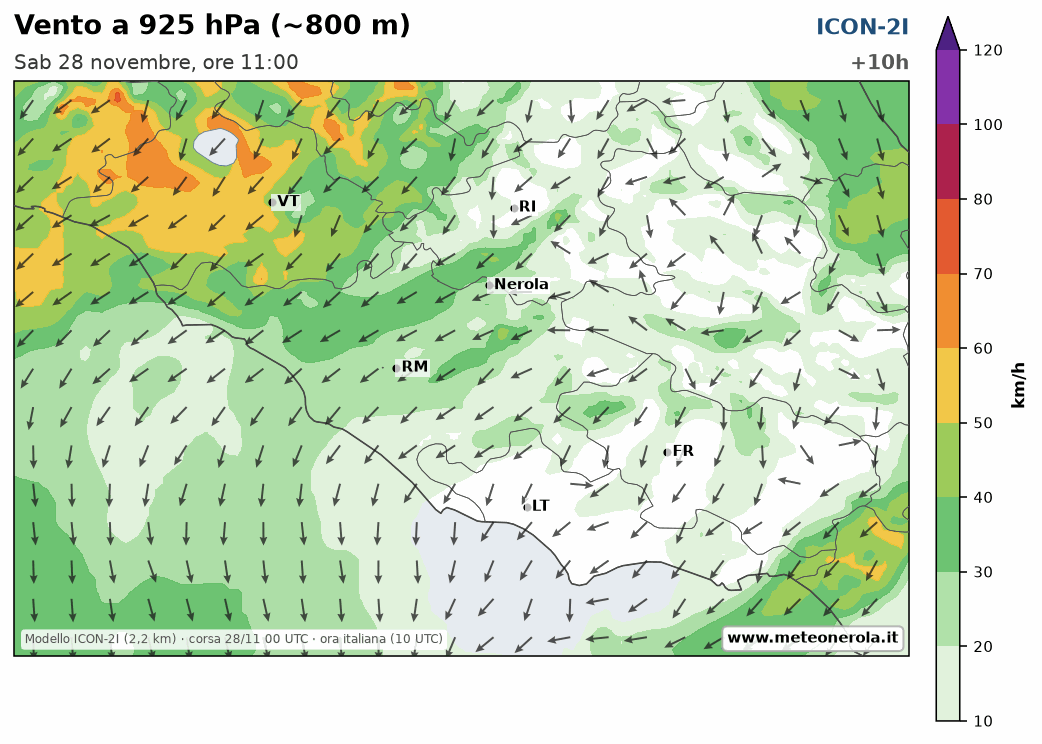 Vento a 925 hPa (~800 m)
ICON-2I
Sab 28 novembre, ore 11:00
+10h
120
100
80
70
60
50
40
30
20
10
km/h
VT
RI
Nerola
RM
FR
LT
Modello ICON-2I (2,2 km) · corsa 28/11 00 UTC · ora italiana (10 UTC)
www.meteonerola.it